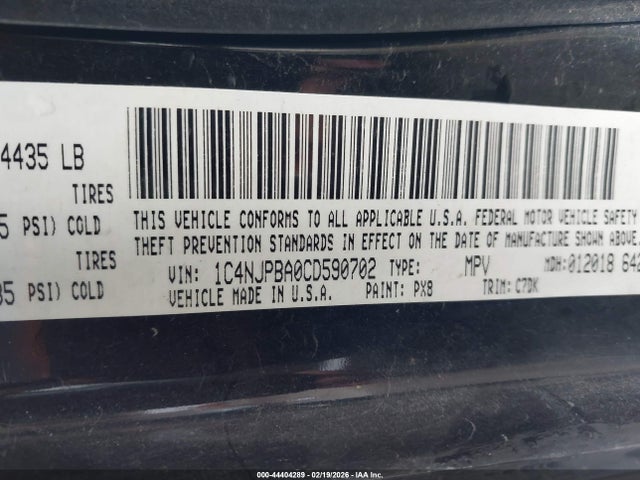 4435 LB
TIRES
5 PSI) COLD
TIRES
35 PSI) COLD
THIS VEHICLE CONFORMS TO ALL APPLICABLE U.S.A. FEDERAL MOTOR VEHICLE SAFETY
THEFT PREVENTION STANDARDS IN EFFECT ON THE DATE OF MANUFACTURE SHOWN ABOVE.
VIN: 1C4NJPBA0CD590702 TYPE: MPV MDH:012018 642
VEHICLE MADE IN U.S.A. PAINT: PX8 TRIM: C7DK
000-44404289 - 02/19/2026 - IAA Inc.